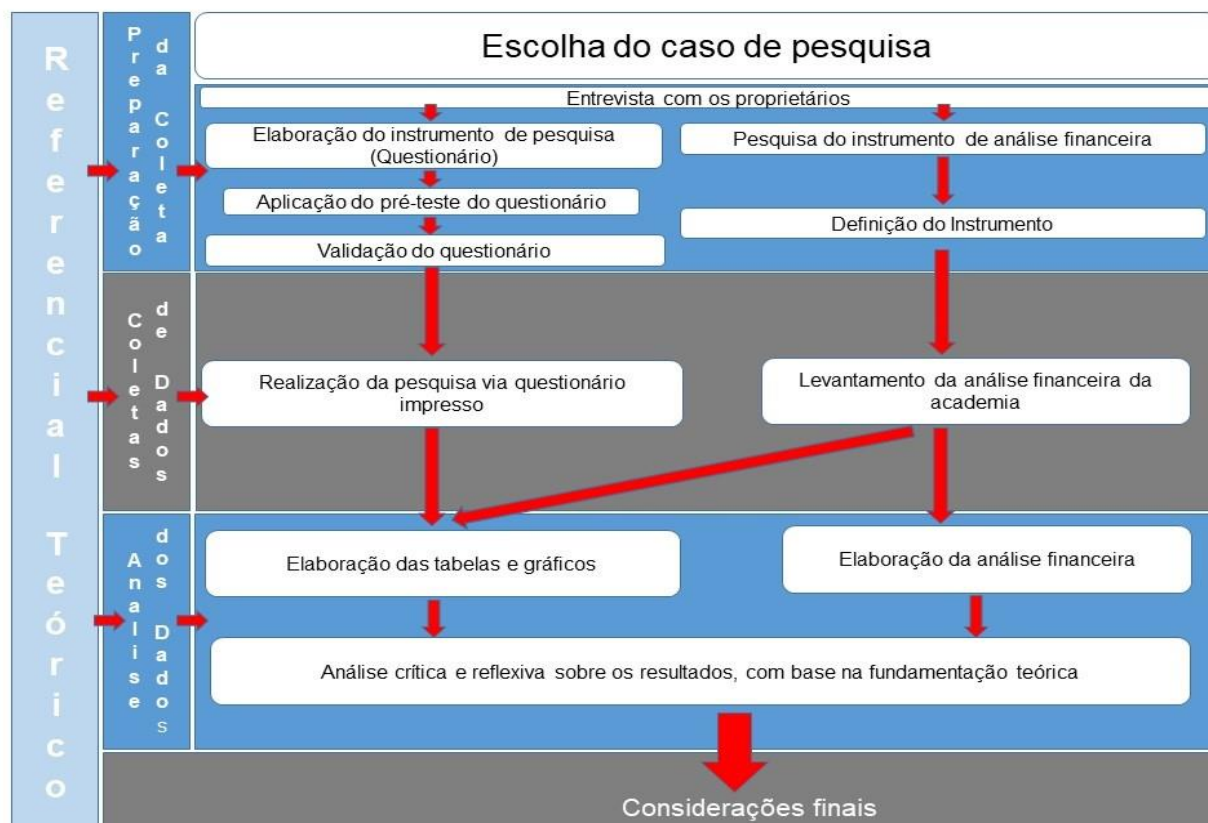 Referencial Teórico
Preparação
da Coleta
Escolha do caso de pesquisa
Entrevista com os proprietários
Elaboração do instrumento de pesquisa
(Questionário)
Pesquisa do instrumento de análise financeira
Aplicação do pré-teste do questionário
Definição do Instrumento
Validação do questionário
Coletas
de Dados
Realização da pesquisa via questionário
impresso
Levantamento da análise financeira da
academia
Analise
dos Dados
Elaboração das tabelas e gráficos
Elaboração da análise financeira
Análise crítica e reflexiva sobre os resultados, com base na fundamentação teórica
Considerações finais